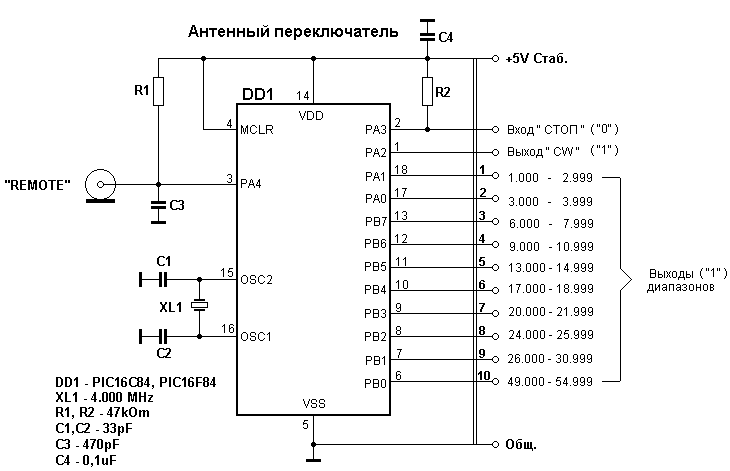 Антенный переключатель
C4
+5V Стаб.
R1
R2
DD1
14
VDD
4
MCLR
PA3
2
Вход" СТОП" ("0")
PA2
1
Выход" CW" ("1")
"REMOTE"
3
PA4
C3
PA1
18
1
1.000 - 2.999
PA0
17
2
3.000 - 3.999
PB7
13
3
6.000 - 7.999
PB6
12
4
9.000 - 10.999
C1
15
OSC2
PB5
11
5
13.000 - 14.999
Выходы ("1")
диапазонов
PB4
10
6
17.000 - 18.999
XL1
PB3
9
7
20.000 - 21.999
16
OSC1
C2
PB2
8
8
24.000 - 25.999
PB1
7
9
26.000 - 30.999
PB0
6
10
49.000 - 54.999
VSS
5
Общ.
DD1 - PIC16C84, PIC16F84
XL1 - 4.000 MHz
R1, R2 - 47kOm
C1,C2 - 33pF
C3 - 470pF
C4 - 0,1uF